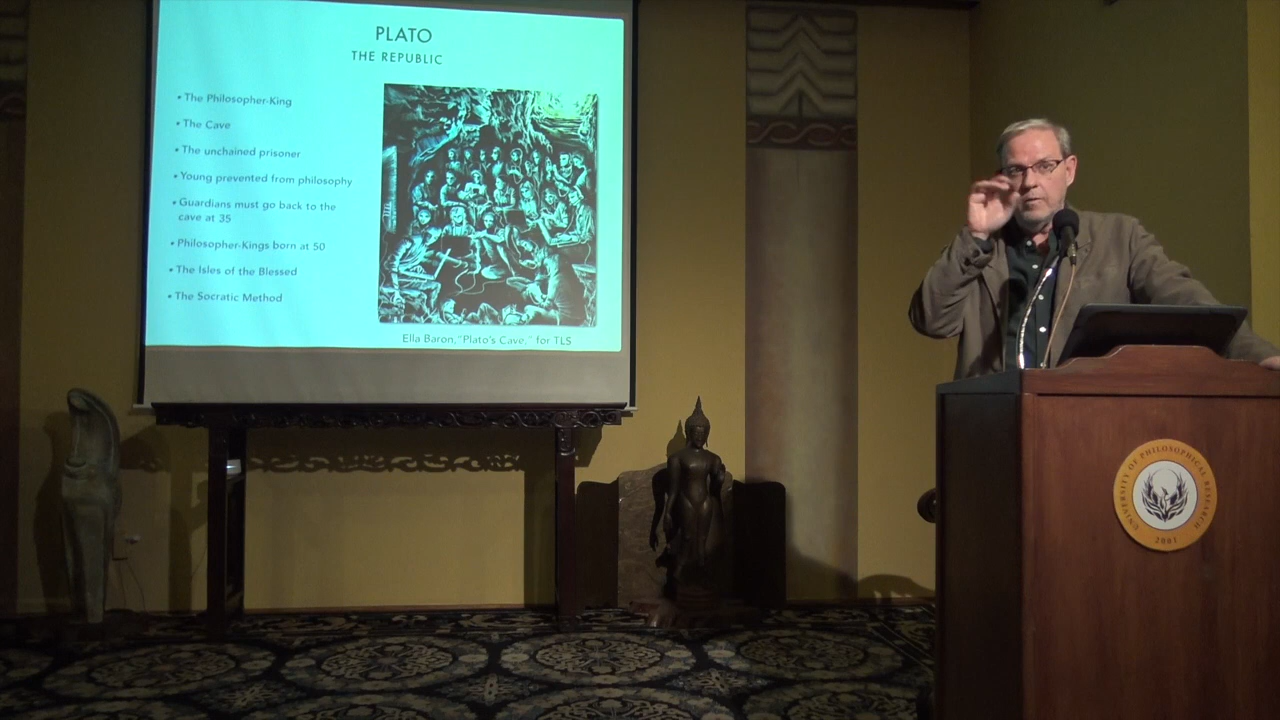 PLATO
THE REPUBLIC
• The Philosopher-King
• The Cave
• The unchained prisoner
• Young prevented from philosophy
• Guardians must go back to the
cave at 35
• Philosopher-Kings born at 50
• The Isles of the Blessed
• The Socratic Method
Ella Baron, "Plato's Cave," for TLS
UNIVERSITY OF PHILOSOPHICAL RESEARCH
2001